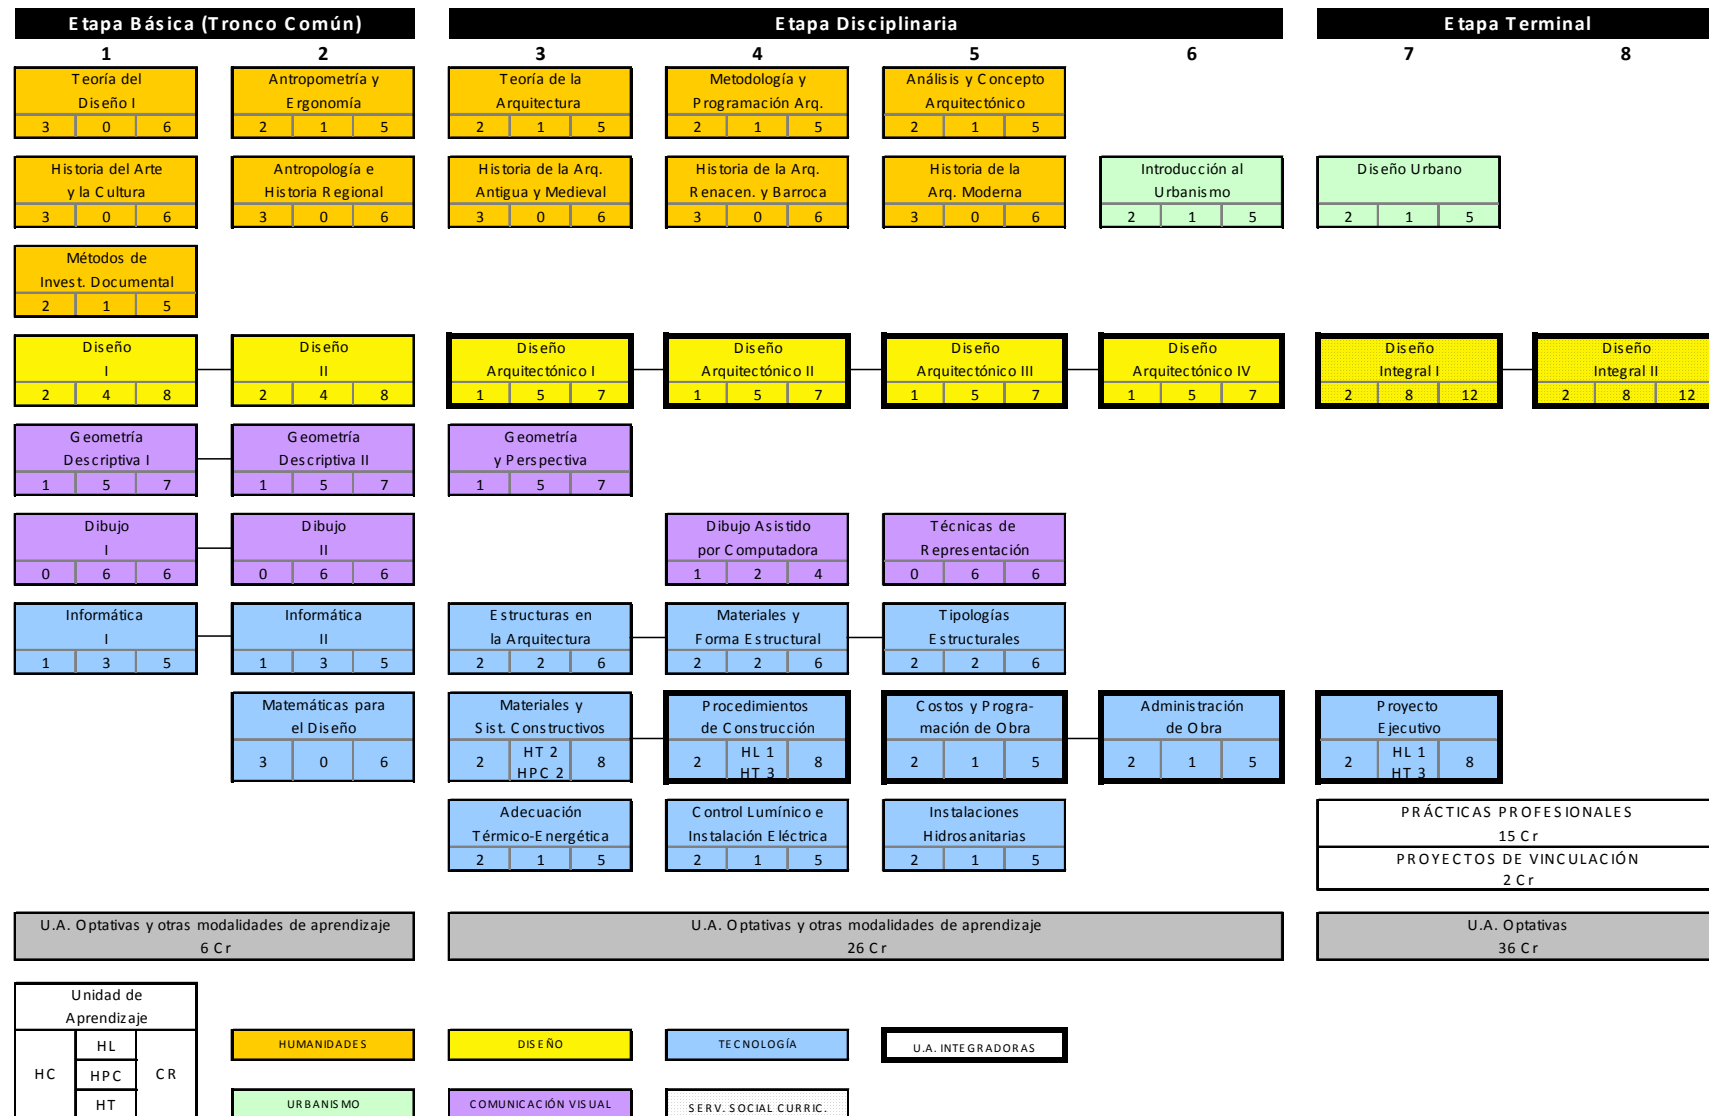 Etapa Básica (Tronco Común) Etapa Disciplinaria Etapa Terminal
1 2 3 4 5 6 7 8
Teoría del Antropometría y Teoría de la Metodología y Análisis y Concepto
Diseño I Ergonomía Arquitectura Programación Arq. Arquitectónico
3 0 6 2 1 5 2 1 5 2 1 5 2 1 5
Historia del Arte Antropología e Historia de la Arq. Historia de la Arq. Historia de la Introducción al Diseño Urbano
y la Cultura Historia Regional Antigua y Medieval Renacen. y Barroca Arq. Moderna Urbanismo
3 0 6 3 0 6 3 0 6 3 0 6 3 0 6 2 1 5 2 1 5
Métodos de
Invest. Documental
2 1 5
Diseño Diseño Diseño Diseño Diseño Diseño Diseño Diseño
I II Arquitectónico I Arquitectónico II Arquitectónico III Arquitectónico IV Integral I Integral II
2 4 8 2 4 8 1 5 7 1 5 7 1 5 7 1 5 7 2 8 12 2 8 12
Geometría Geometría Geometría
Descriptiva I Descriptiva II y Perspectiva
1 5 7 1 5 7 1 5 7
Dibujo Dibujo Dibujo Asistido Técnicas de
I II por Computadora Representación
0 6 6 0 6 6 1 2 4 0 6 6
Informática Informática Estructuras en Materiales y Tipologías
I II la Arquitectura Forma Estructural Estructurales
1 3 5 1 3 5 2 2 6 2 2 6 2 2 6
Matemáticas para Materiales y Procedimientos Costos y Progra- Administración Proyecto
el Diseño Sist. Constructivos de Construcción mación de Obra de Obra Ejecutivo
3 0 6 2 HT 2 HPC 2 8 2 HL 1 HT 3 8 2 1 5 2 1 5 2 HL 1 HT 3 8
Adecuación Control Lumínico e Instalaciones PRÁCTICAS PROFESIONALES
Térmico-Energética Instalación Eléctrica Hidrosanitarias 15 Cr
2 1 5 2 1 5 2 1 5 PROYECTOS DE VINCULACIÓN
2 Cr
U.A. Optativas y otras modalidades de aprendizaje U.A. Optativas y otras modalidades de aprendizaje U.A. Optativas
6 Cr 26 Cr 36 Cr
Unidad de
Aprendizaje
HL HUMANIDADES DISEÑO TECNOLOGÍA U.A. INTEGRADORAS
HC HPC CR
HT URBANISMO COMUNICACIÓN VISUAL SERV. SOCIAL CURRIC.